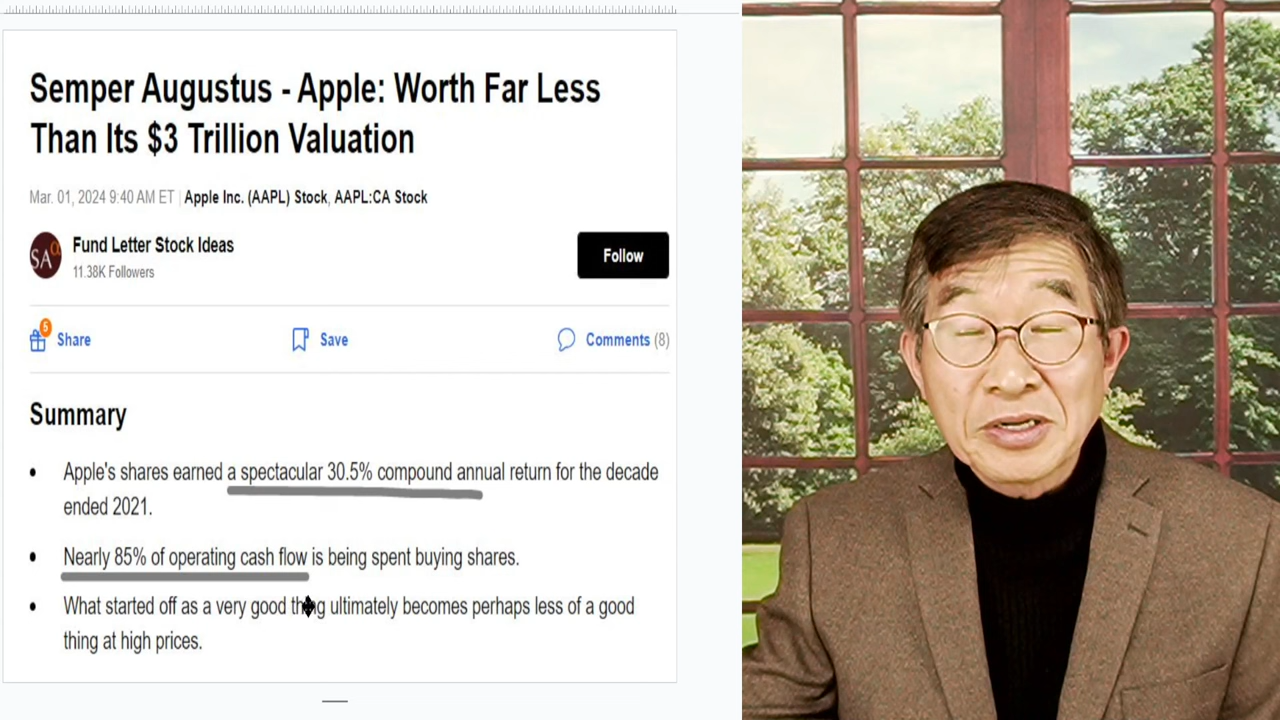 Semper Augustus - Apple: Worth Far Less
Than Its $3 Trillion Valuation
Mar. 01, 2024 9:40 AM ET | Apple Inc. (AAPL) Stock, AAPL:CA Stock
SA α
Fund Letter Stock Ideas
11.38K Followers
Follow
6
Share
Save
Comments (8)
Summary
• Apple's shares earned a spectacular 30.5% compound annual return for the decade
ended 2021.
• Nearly 85% of operating cash flow is being spent buying shares.
• What started off as a very good thing ultimately becomes perhaps less of a good
thing at high prices.